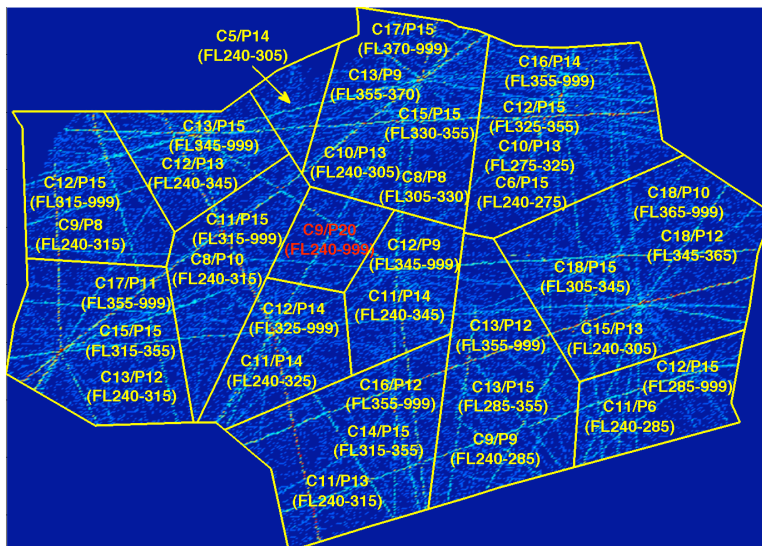 C5/P14
(FL240-305)
C17/P15
(FL370-999)
C13/P9
(FL355-370)
C15/P15
(FL330-355)
C10/P13
(FL240-305)
C8/P8
(FL305-330)
C16/P14
(FL355-999)
C12/P15
(FL325-355)
C10/P13
(FL275-325)
C6/P15
(FL240-275)
C13/P15
(FL345-999)
C12/P13
(FL240-345)
C12/P15
(FL315-999)
C9/P8
(FL240-315)
C11/P15
(FL315-999)
C8/P10
(FL240-315)
C9/P20
(FL240-999)
C12/P9
(FL345-999)
C11/P14
(FL240-345)
C18/P10
(FL365-999)
C18/P12
(FL345-365)
C18/P15
(FL305-345)
C15/P13
(FL240-305)
C17/P11
(FL355-999)
C15/P15
(FL315-355)
C13/P12
(FL240-315)
C12/P14
(FL325-999)
C11/P14
(FL240-325)
C13/P12
(FL355-999)
C13/P15
(FL285-355)
C9/P9
(FL240-285)
C12/P15
(FL285-999)
C11/P6
(FL240-285)
C16/P12
(FL355-999)
C14/P15
(FL315-355)
C11/P13
(FL240-315)